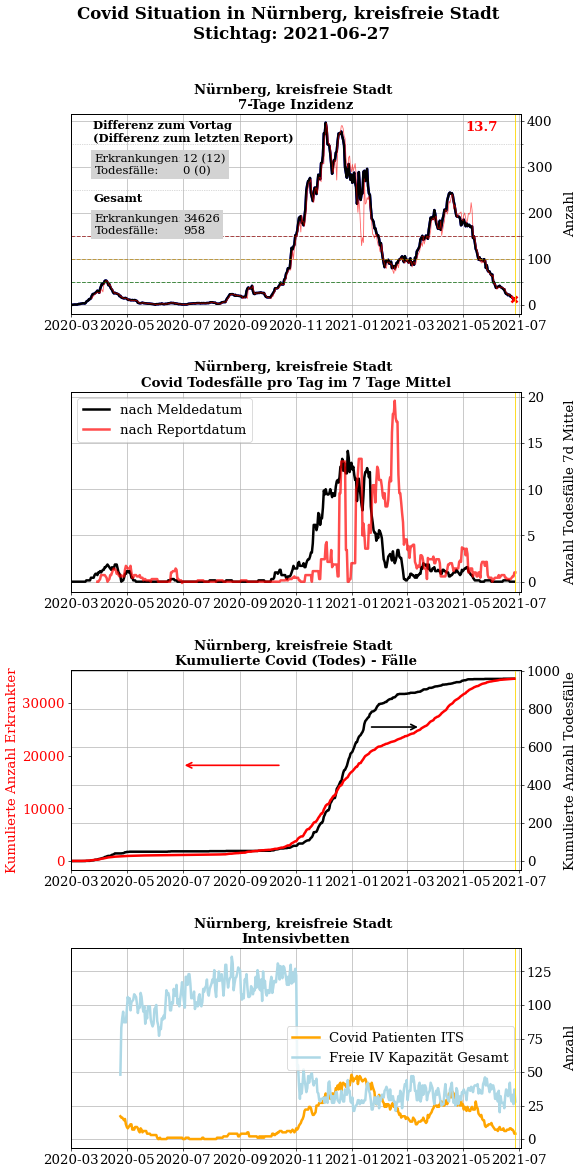 Covid Situation in Nürnberg, kreisfreie Stadt
Stichtag: 2021-06-27
Nürnberg, kreisfreie Stadt
7-Tage Inzidenz
Differenz zum Vortag
(Differenz zum letzten Report)
Erkrankungen 12 (12)
Todesfälle: 0 (0)
Gesamt
Erkrankungen 34626
Todesfälle: 958
13.7
400
300
200
100
0
Anzahl
2020-03 2020-05 2020-07 2020-09 2020-11 2021-01 2021-03 2021-05 2021-07
Nürnberg, kreisfreie Stadt
Covid Todesfälle pro Tag im 7 Tage Mittel
nach Meldedatum
nach Reportdatum
20
15
10
5
0
Anzahl Todesfälle 7d Mittel
2020-03 2020-05 2020-07 2020-09 2020-11 2021-01 2021-03 2021-05 2021-07
Nürnberg, kreisfreie Stadt
Kumulierte Covid (Todes) - Fälle
Kumulierte Anzahl Erkrankter
30000
20000
10000
0
1000
800
600
400
200
0
Kumulierte Anzahl Todesfälle
2020-03 2020-05 2020-07 2020-09 2020-11 2021-01 2021-03 2021-05 2021-07
Nürnberg, kreisfreie Stadt
Intensivbetten
Covid Patienten ITS
Freie IV Kapazität Gesamt
125
100
75
50
25
0
Anzahl
2020-03 2020-05 2020-07 2020-09 2020-11 2021-01 2021-03 2021-05 2021-07